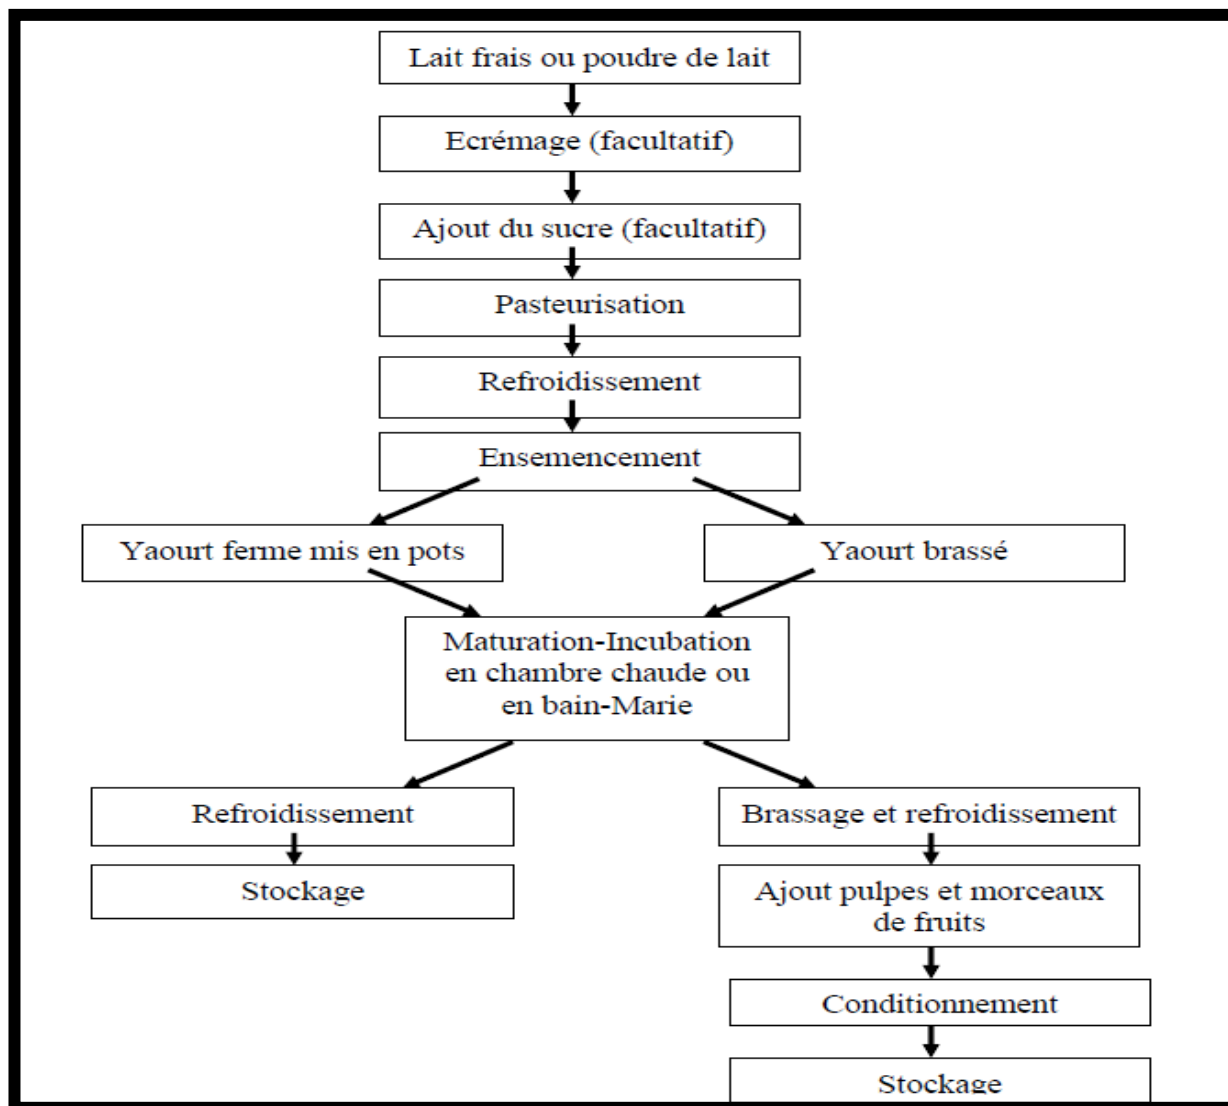 Lait frais ou poudre de lait
Ecrémage (facultatif)
Ajout du sucre (facultatif)
Pasteurisation
Refroidissement
Ensemencement
Yaourt ferme mis en pots
Yaourt brassé
Maturation-Incubation
en chambre chaude ou
en bain-Marie
Refroidissement
Brassage et refroidissement
Stockage
Ajout pulpes et morceaux
de fruits
Conditionnement
Stockage